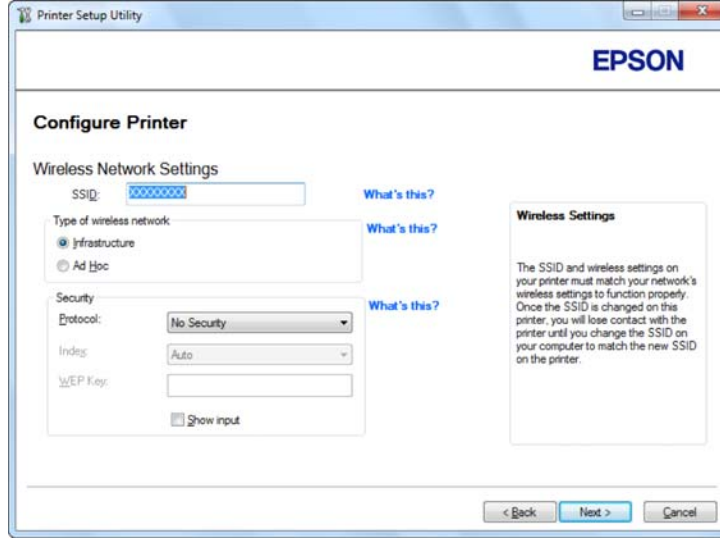 Printer Setup Utility
EPSON
Configure Printer
Wireless Network Settings
SSID: XXXXXXXXX What's this?
Type of wireless network What's this?
Infrastructure
Ad Hoc
Security What's this?
Protocol: No Security
Index: Auto
WEP Key:
Show input
Wireless Settings
The SSID and wireless settings on
your printer must match your network's
wireless settings to function properly.
Once the SSID is changed on this
printer, you will lose contact with the
printer until you change the SSID on
your computer to match the new SSID
on the printer.
< Back Next > Cancel